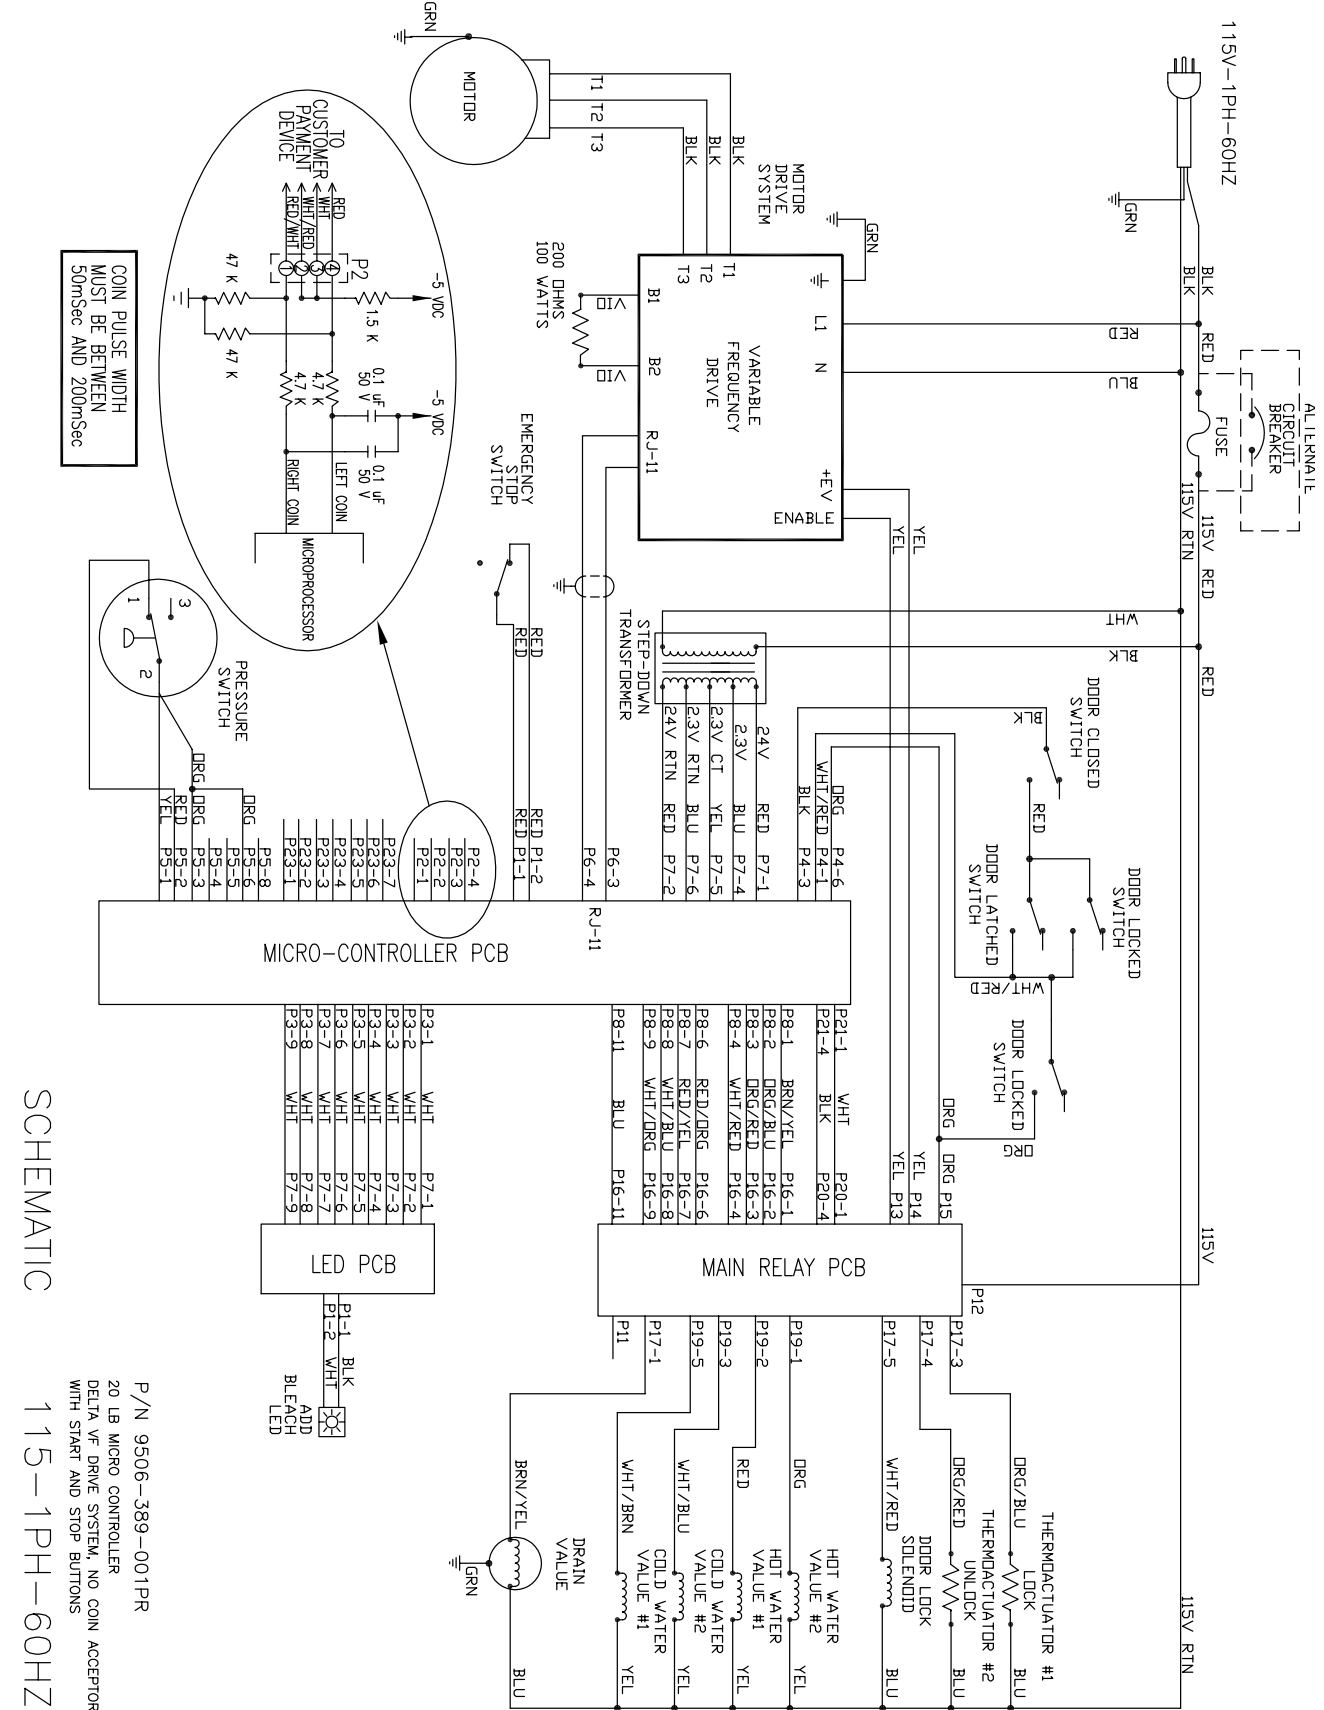 115V-1PH-60HZ
GRN
BLK
BLK
RED
BLU
RED
ALTERNATE
CIRCUIT
BREAKER
FUSE
115V RTN
115V
RED
WHT
BLK
RED
115V
115V RTN
GRN
MOTOR
T1
T2
T3
BLK
BLK
BLK
MOTOR
DRIVE
SYSTEM
GRN
T1
T2
T3
L1
N
VARIABLE
FREQUENCY
DRIVE
B1
B2
RJ-11
+EV
ENABLE
VIO
VIO
200 OHMS
100 WATTS
YEL
YEL
TO
CUSTOMER
PAYMENT
DEVICE
RED
WHT
WHT/RED
RED/WHT
P2
4
3
2
1
-5 VDC
1.5 K
47 K
47 K
4.7 K
4.7 K
0.1 uF
50 V
-5 VDC
0.1 uF
50 V
LEFT COIN
RIGHT COIN
MICROPROCESSOR
COIN PULSE WIDTH
MUST BE BETWEEN
50mSec AND 200mSec
EMERGENCY
STOP
SWITCH
RED
RED
RED P1-2
RED P1-1
PRESSURE
SWITCH
3
1
2
ORG
ORG
ORG
RED
YEL
STEP-DOWN
TRANSFORMER
24V RED P7-1
2.3V BLU P7-4
2.3V CT YEL P7-5
2.3V RTN BLU P7-6
24V RTN RED P7-2
DOOR CLOSED
SWITCH
BLK
RED
DOOR LOCKED
SWITCH
DOOR LATCHED
SWITCH
WHT/RED
DOOR LOCKED
SWITCH
ORG
ORG
ORG P4-6
WHT/RED P4-1
BLK P4-3
P6-3
P6-4
P2-4
P2-3
P2-2
P2-1
P23-7
P23-6
P23-5
P23-4
P23-3
P23-2
P23-1
P5-8
P5-6
P5-5
P5-4
P5-3
P5-2
P5-1
RJ-11
MICRO-CONTROLLER PCB
P21-1 WHT P20-1
P21-4 BLK P20-4
P8-1 BRN/YEL P16-1
P8-2 ORG/BLU P16-2
P8-3 ORG/RED P16-3
P8-4 WHT/RED P16-4
P8-6 RED/ORG P16-6
P8-7 RED/YEL P16-7
P8-8 WHT/BLU P16-8
P8-9 WHT/ORG P16-9
P8-11 BLU P16-11
P3-1 WHT P7-1
P3-2 WHT P7-2
P3-3 WHT P7-3
P3-4 WHT P7-4
P3-5 WHT P7-5
P3-6 WHT P7-6
P3-7 WHT P7-7
P3-8 WHT P7-8
P3-9 WHT P7-9
ORG P15
YEL P14
YEL P13
MAIN RELAY PCB
P12
LED PCB
P1-1 BLK
P1-2 WHT
ADD
BLEACH
LED
P17-3
P17-4
P17-5
P19-1
P19-2
P19-3
P19-5
P17-1
P11
ORG/BLU
THERMOACTUATOR #1
LOCK
BLU
ORG/RED
THERMOACTUATOR #2
UNLOCK
BLU
WHT/RED
DOOR LOCK
SOLENOID
BLU
ORG
HOT WATER
VALUE #2
YEL
RED
HOT WATER
VALUE #1
YEL
WHT/BLU
COLD WATER
VALUE #2
YEL
WHT/BRN
COLD WATER
VALUE #1
YEL
BRN/YEL
DRAIN
VALUE
GRN
BLU
P/N 9506-389-001PR
20 LB MICRO CONTROLLER
DELTA VF DRIVE SYSTEM, NO COIN ACCEPTOR
WITH START AND STOP BUTTONS
SCHEMATIC 115-1PH-60HZ